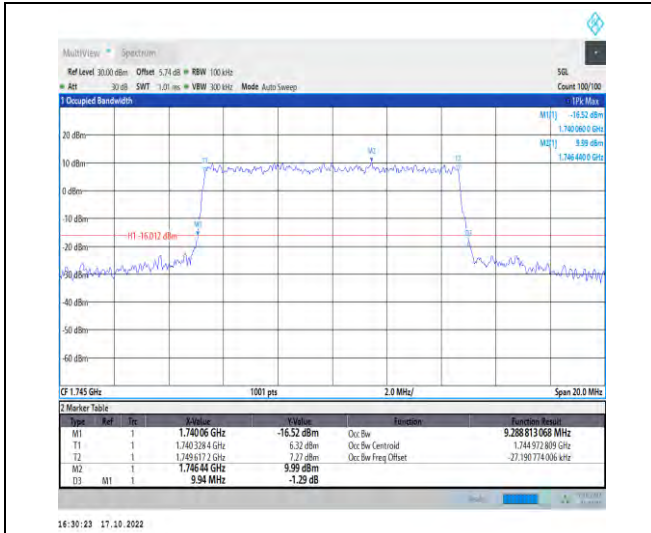 MultiView Spectrum
Ref Level 30.00 dBm Offset 5.74 dB RBW 100 kHz SGL
Att 30 dB SWT 1.01 ms VBW 300 kHz Mode Auto Sweep Count 100/100
1 Occupied Bandwidth 1Pk Max
M1[1] -16.52 dBm
1.740 060 0 GHz
M2[1] 9.99 dBm
1.746 440 0 GHz
20 dBm
M2
T1 T2
10 dBm
0 dBm
-10 dBm
M1
H1 -16.012 dBm
D3
-20 dBm
-30 dBm
-40 dBm
-50 dBm
-60 dBm
CF 1.745 GHz 1001 pts 2.0 MHz/ Span 20.0 MHz
2 Marker Table
Type Ref Trc X-Value Y-Value Function Function Result
M1 1 1.74006 GHz -16.52 dBm Occ Bw 9.288 813 068 MHz
T1 1 1.740 328 4 GHz 6.32 dBm Occ Bw Centroid 1.744 972 809 GHz
T2 1 1.749 617 2 GHz 7.27 dBm Occ Bw Freq Offset -27.190 774 006 kHz
M2 1 1.74644 GHz 9.99 dBm
D3 M1 1 9.94 MHz -1.29 dB
16:30:23 17.10.2022